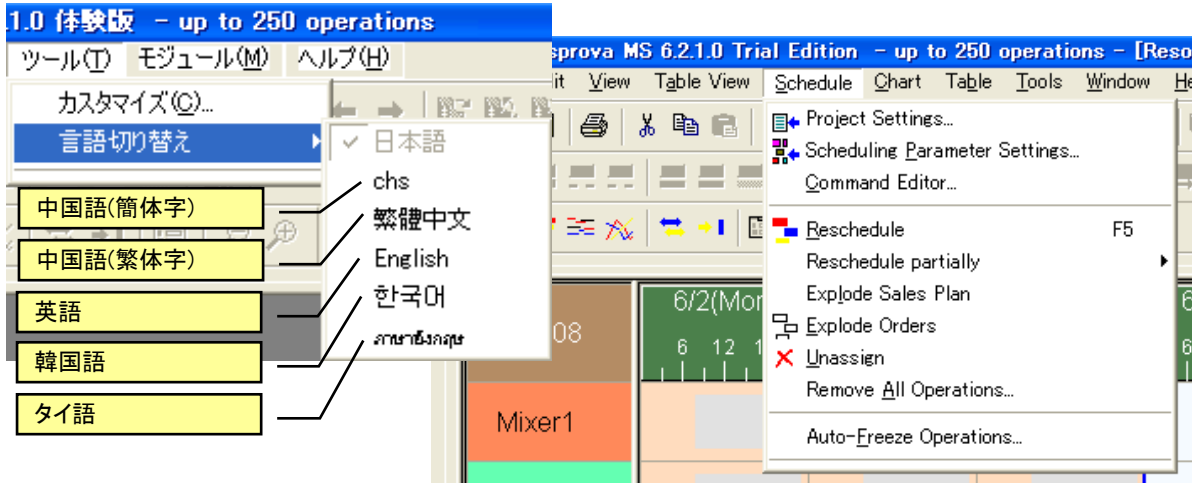 .1.0 体験版 - up to 250 operations
ツール(T) モジュール(M) ヘルプ(H)
カスタマイズ(C)...
言語切り替え
日本語
chs
繁體中文
English
한국어
中国語(簡体字)
中国語(繁体字)
英語
韓国語
タイ語
sprova MS 6.2.1.0 Trial Edition - up to 250 operations - [Reso
it View Table View Schedule Chart Table Tools Window He
Project Settings...
Scheduling Parameter Settings...
Command Editor...
Reschedule F5
Reschedule partially
Explode Sales Plan
Explode Orders
Unassign
Remove All Operations...
Auto-Freeze Operations...
08
6/2(Mon
6 12 1
Mixer1
6
6